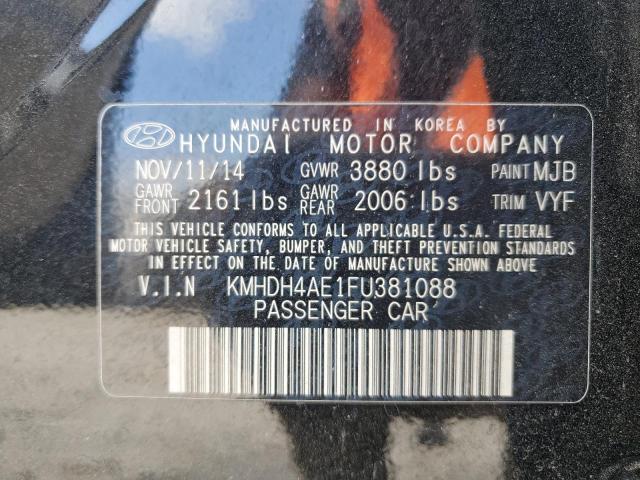 MANUFACTURED IN KOREA BY
HYUNDAI MOTOR COMPANY
NOV/11/14 GVWR 3880 lbs PAINT MJB
GAWR FRONT 2161 lbs GAWR REAR 2006 lbs TRIM VYF
THIS VEHICLE CONFORMS TO ALL APPLICABLE U.S.A. FEDERAL
MOTOR VEHICLE SAFETY, BUMPER, AND THEFT PREVENTION STANDARDS
IN EFFECT ON THE DATE OF MANUFACTURE SHOWN ABOVE.
V.I.N KMHDH4AE1FU381088
PASSENGER CAR